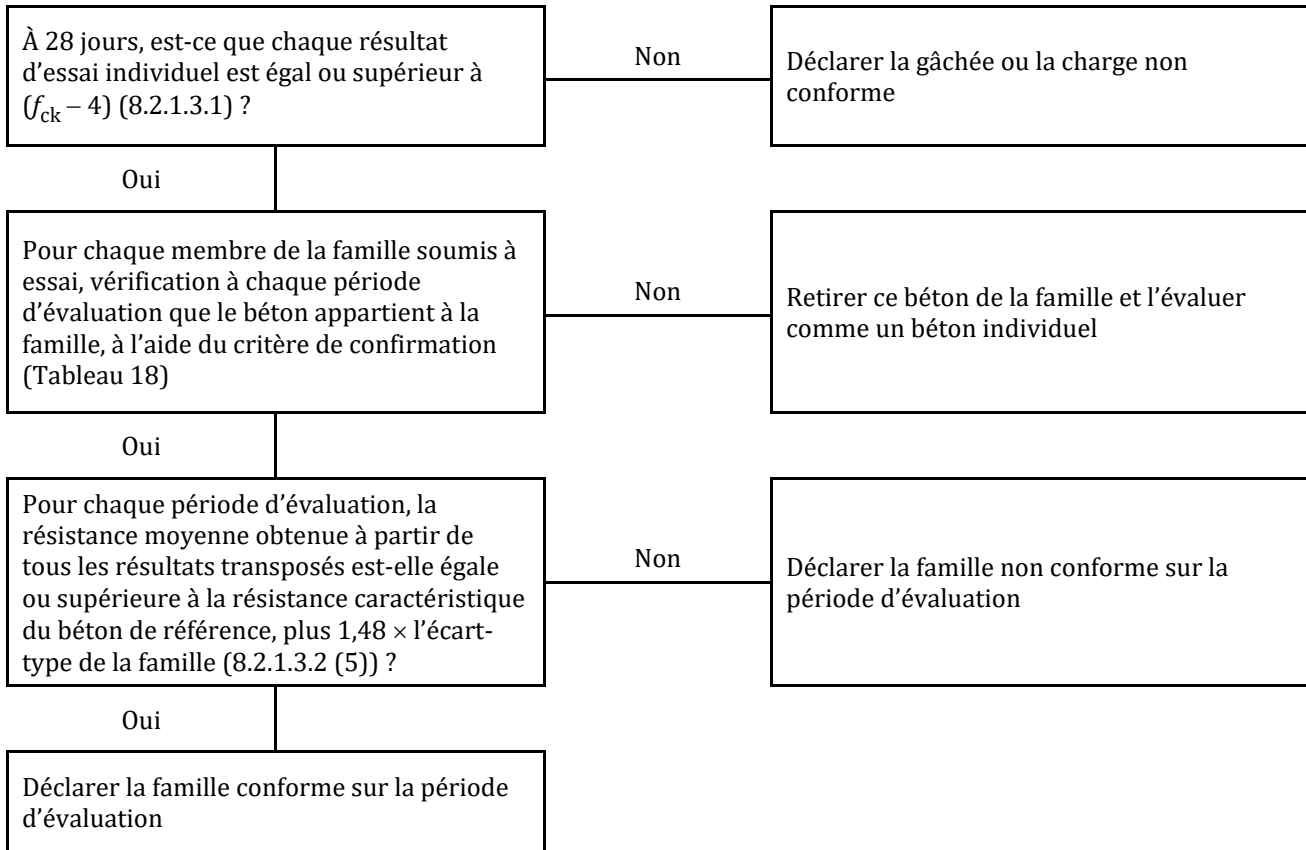 À 28 jours, est-ce que chaque résultat
d’essai individuel est égal ou supérieur à
(fck – 4) (8.2.1.3.1) ?
Non
Déclarer la gâchée ou la charge non
conforme
Oui
Pour chaque membre de la famille soumis à
essai, vérification à chaque période
d’évaluation que le béton appartient à la
famille, à l’aide du critère de confirmation
(Tableau 18)
Non
Retirer ce béton de la famille et l’évaluer
comme un béton individuel
Oui
Pour chaque période d’évaluation, la
résistance moyenne obtenue à partir de
tous les résultats transposés est-elle égale
ou supérieure à la résistance caractéristique
du béton de référence, plus 1,48 × l’écart-
type de la famille (8.2.1.3.2 (5)) ?
Non
Déclarer la famille non conforme sur la
période d’évaluation
Oui
Déclarer la famille conforme sur la période
d’évaluation